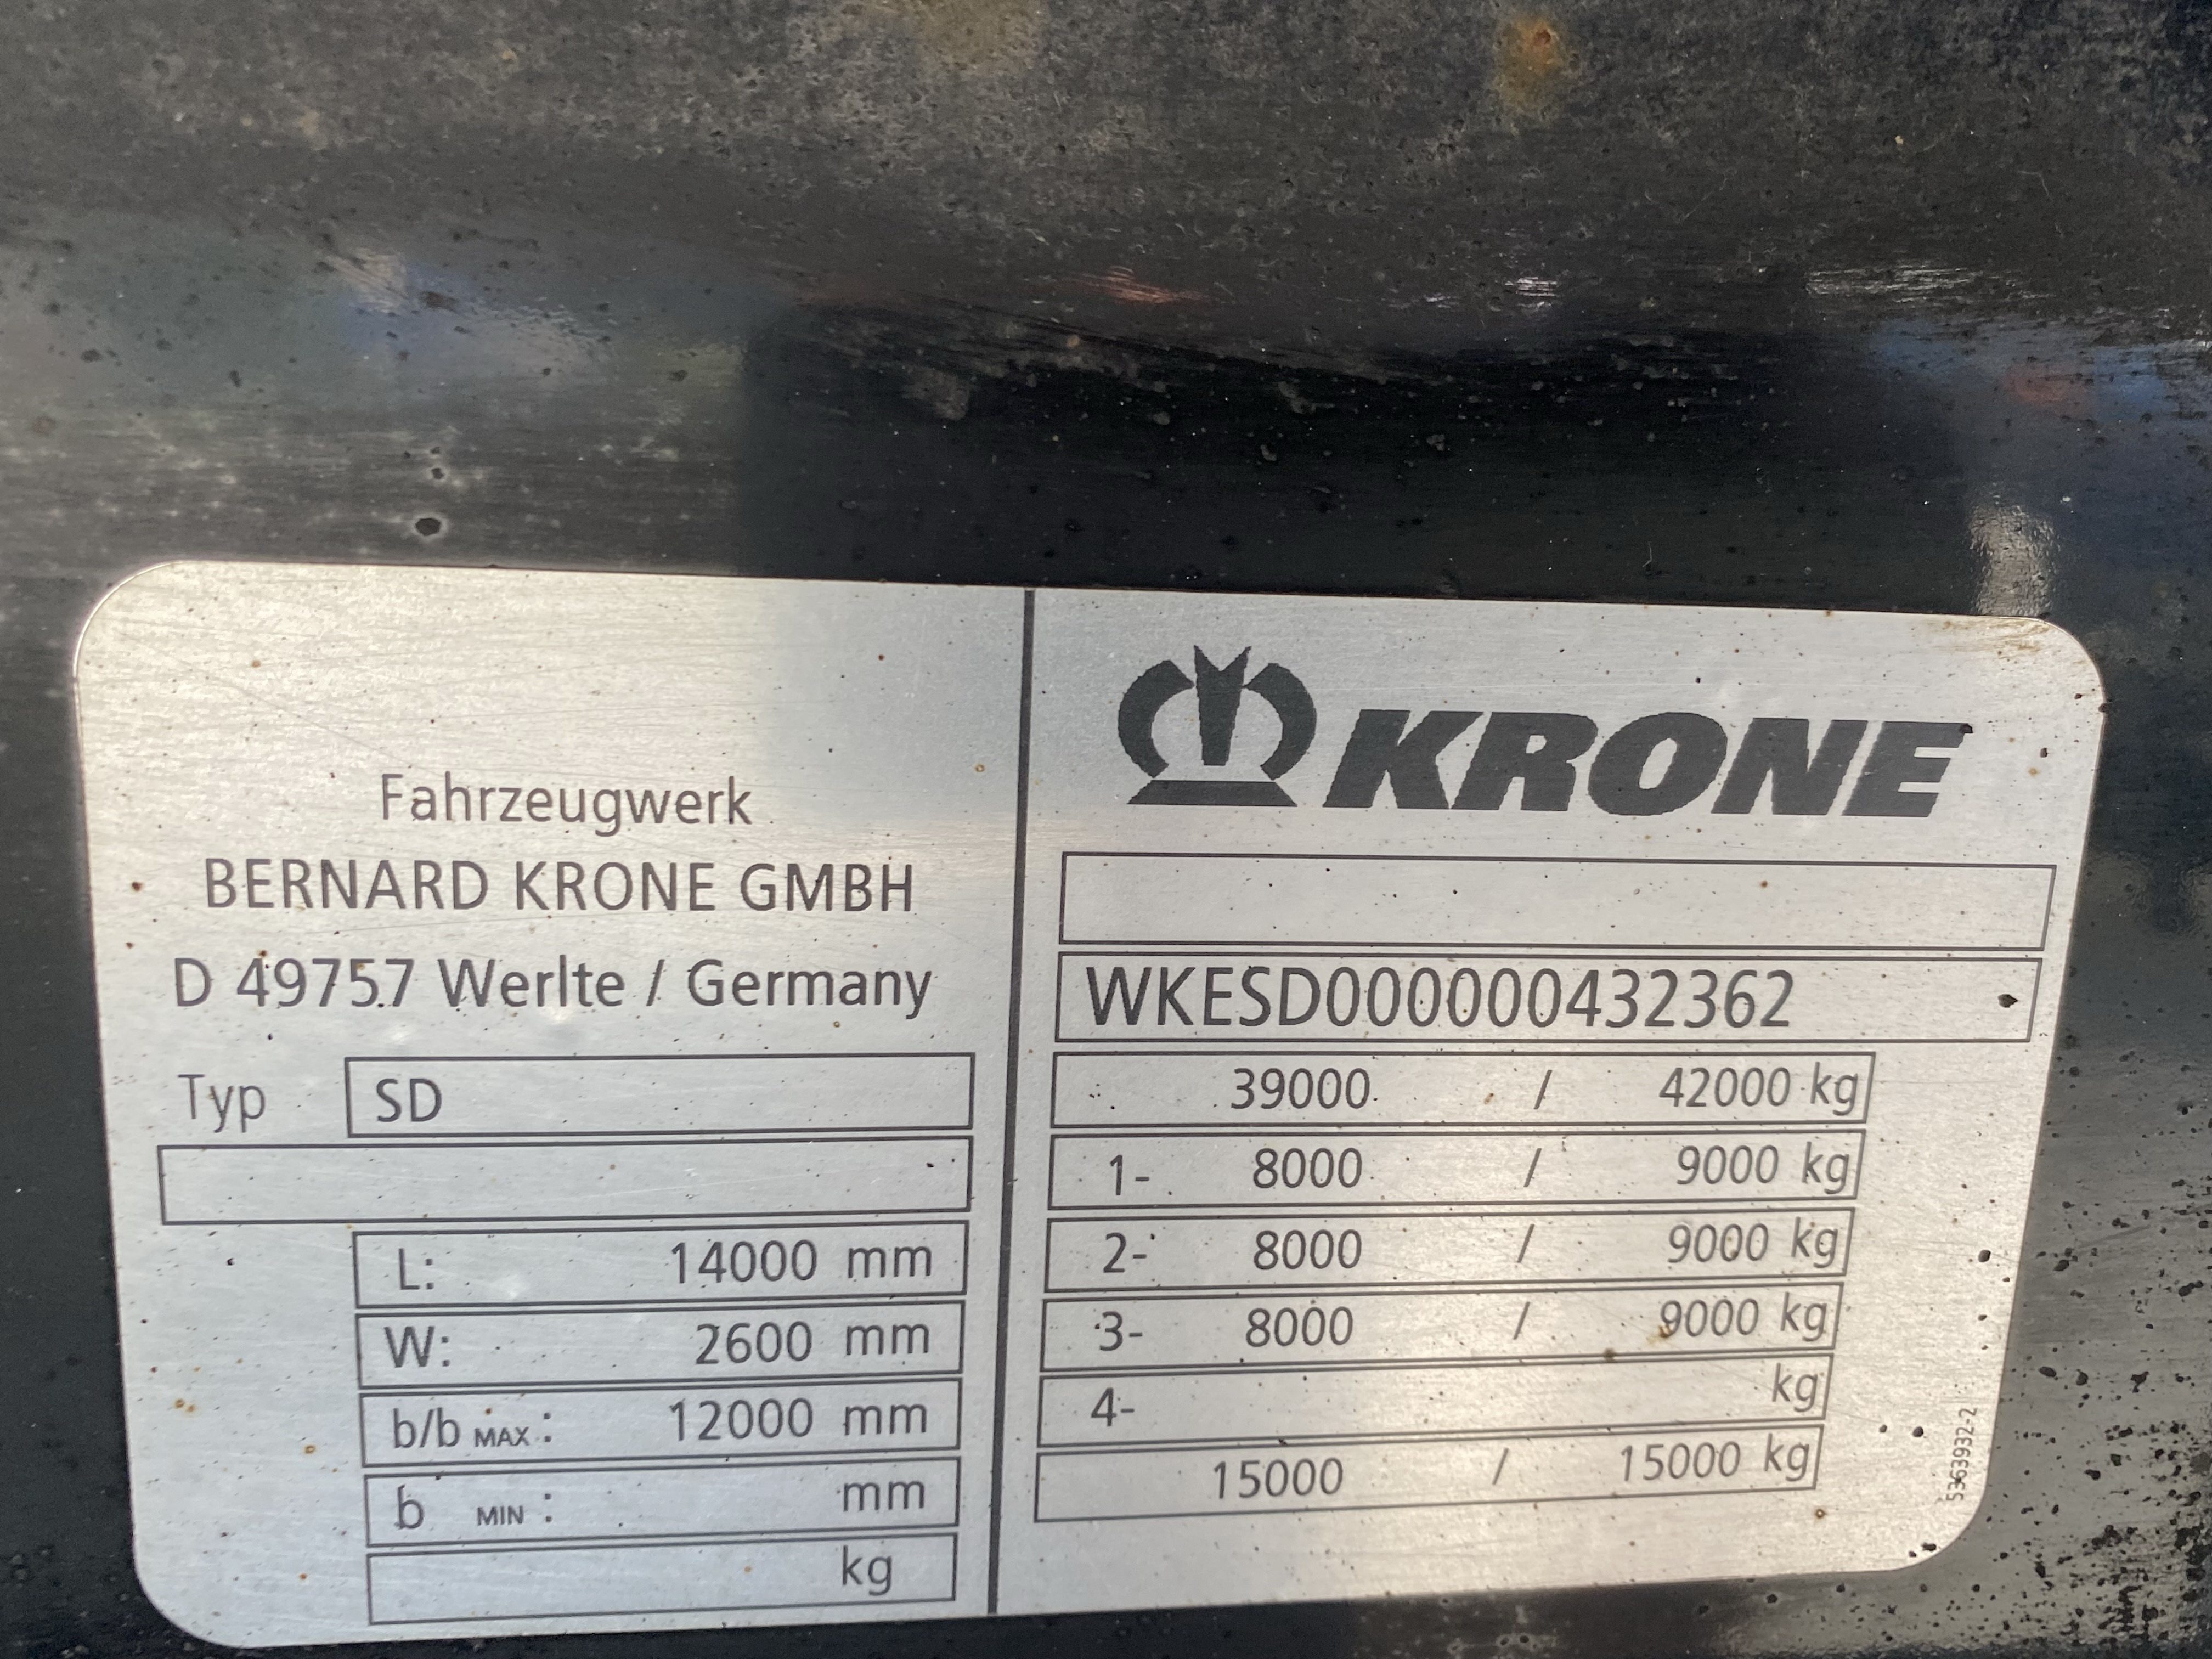 Fahrzeugwerk
BERNARD KRONE GMBH
D 49757 Werlte / Germany
Typ SD
L: 14000 mm
W: 2600 mm
b/b MAX : 12000 mm
b MIN : mm
kg
KRONE
WKESD000000432362
39000 / 42000 kg
1- 8000 / 9000 kg
2- 8000 / 9000 kg
3- 8000 / 9000 kg
4- kg
15000 / 15000 kg
5363932-2